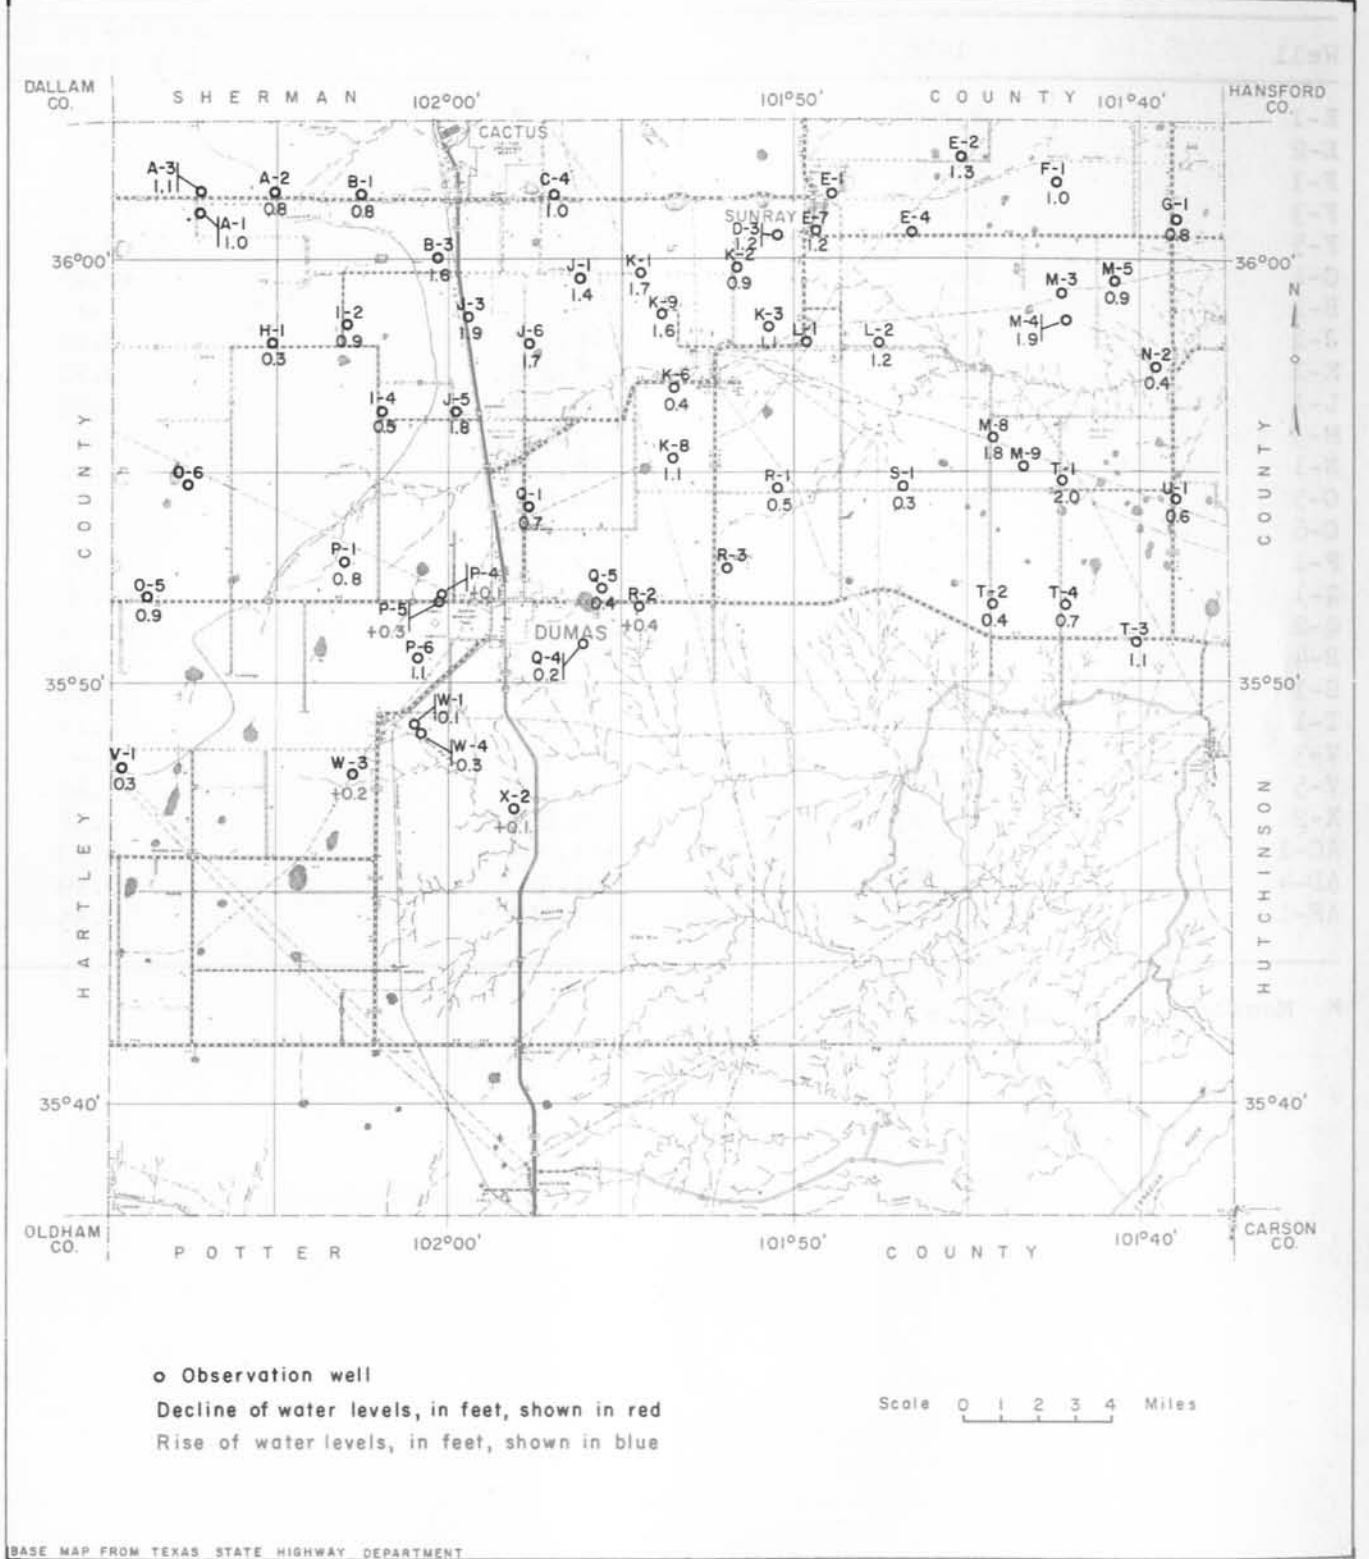 DALLAM CO.
SHERMAN
102°00'
101°50'
COUNTY
101°40'
HANSFORD CO.
CACTUS
A-3
1.1
A-2
0.8
B-1
0.8
C-4
1.0
E-1
E-2
1.3
F-1
1.0
A-1
1.0
SUNRAY
D-3
1.2
E-7
1.2
E-4
G-1
0.8
36°00'
B-3
1.6
J-1
1.4
K-1
1.7
K-2
0.9
M-3
M-5
0.9
36°00'
N
I-2
0.9
H-1
0.3
J-3
1.9
J-6
1.7
K-9
1.6
K-3
1.1
L-1
L-2
1.2
M-4
1.9
N-2
0.4
K-6
0.4
I-4
0.5
J-5
1.8
K-8
1.1
M-8
1.8
M-9
O-6
Q-1
0.7
R-1
0.5
S-1
0.3
T-1
2.0
U-1
0.6
COUNTY
COUNTY
P-1
0.8
P-4
+0.1
O-5
0.9
P-5
+0.3
Q-5
0.4
R-2
+0.4
R-3
T-2
0.4
T-4
0.7
T-3
1.1
DUMAS
P-6
1.1
Q-4
0.2
35°50'
35°50'
W-1
0.1
W-4
0.3
V-1
0.3
W-3
+0.2
X-2
+0.1
HARTLEY
HUTCHINSON
35°40'
35°40'
OLDHAM CO.
POTTER
102°00'
101°50'
COUNTY
101°40'
CARSON CO.
o Observation well
Decline of water levels, in feet, shown in red
Rise of water levels, in feet, shown in blue
Scale 0 1 2 3 4 Miles
BASE MAP FROM TEXAS STATE HIGHWAY DEPARTMENT